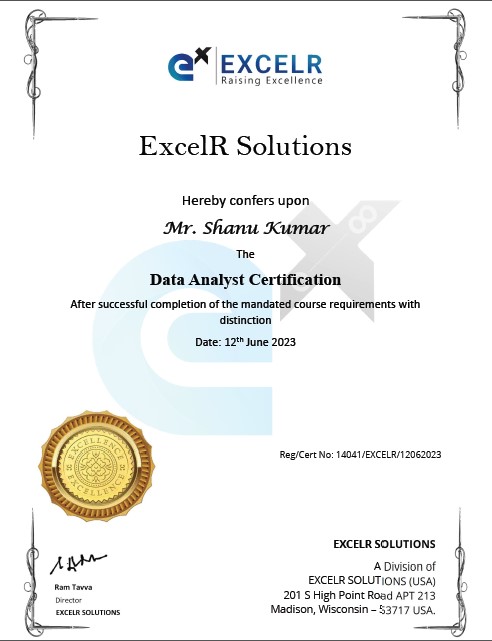 ex EXCELR
Raising Excellence
ExcelR Solutions
Hereby confers upon
Mr. Shanu Kumar
The
Data Analyst Certification
After successful completion of the mandated course requirements with
distinction
Date: 12th June 2023
Reg/Cert No: 14041/EXCELR/12062023
EXCELLENCE
EXCELLENCE
Ram Tavva
Director
EXCELR SOLUTIONS
EXCELR SOLUTIONS
A Division of
EXCELR SOLUTIONS (USA)
201 S High Point Road APT 213
Madison, Wisconsin – 53717 USA.